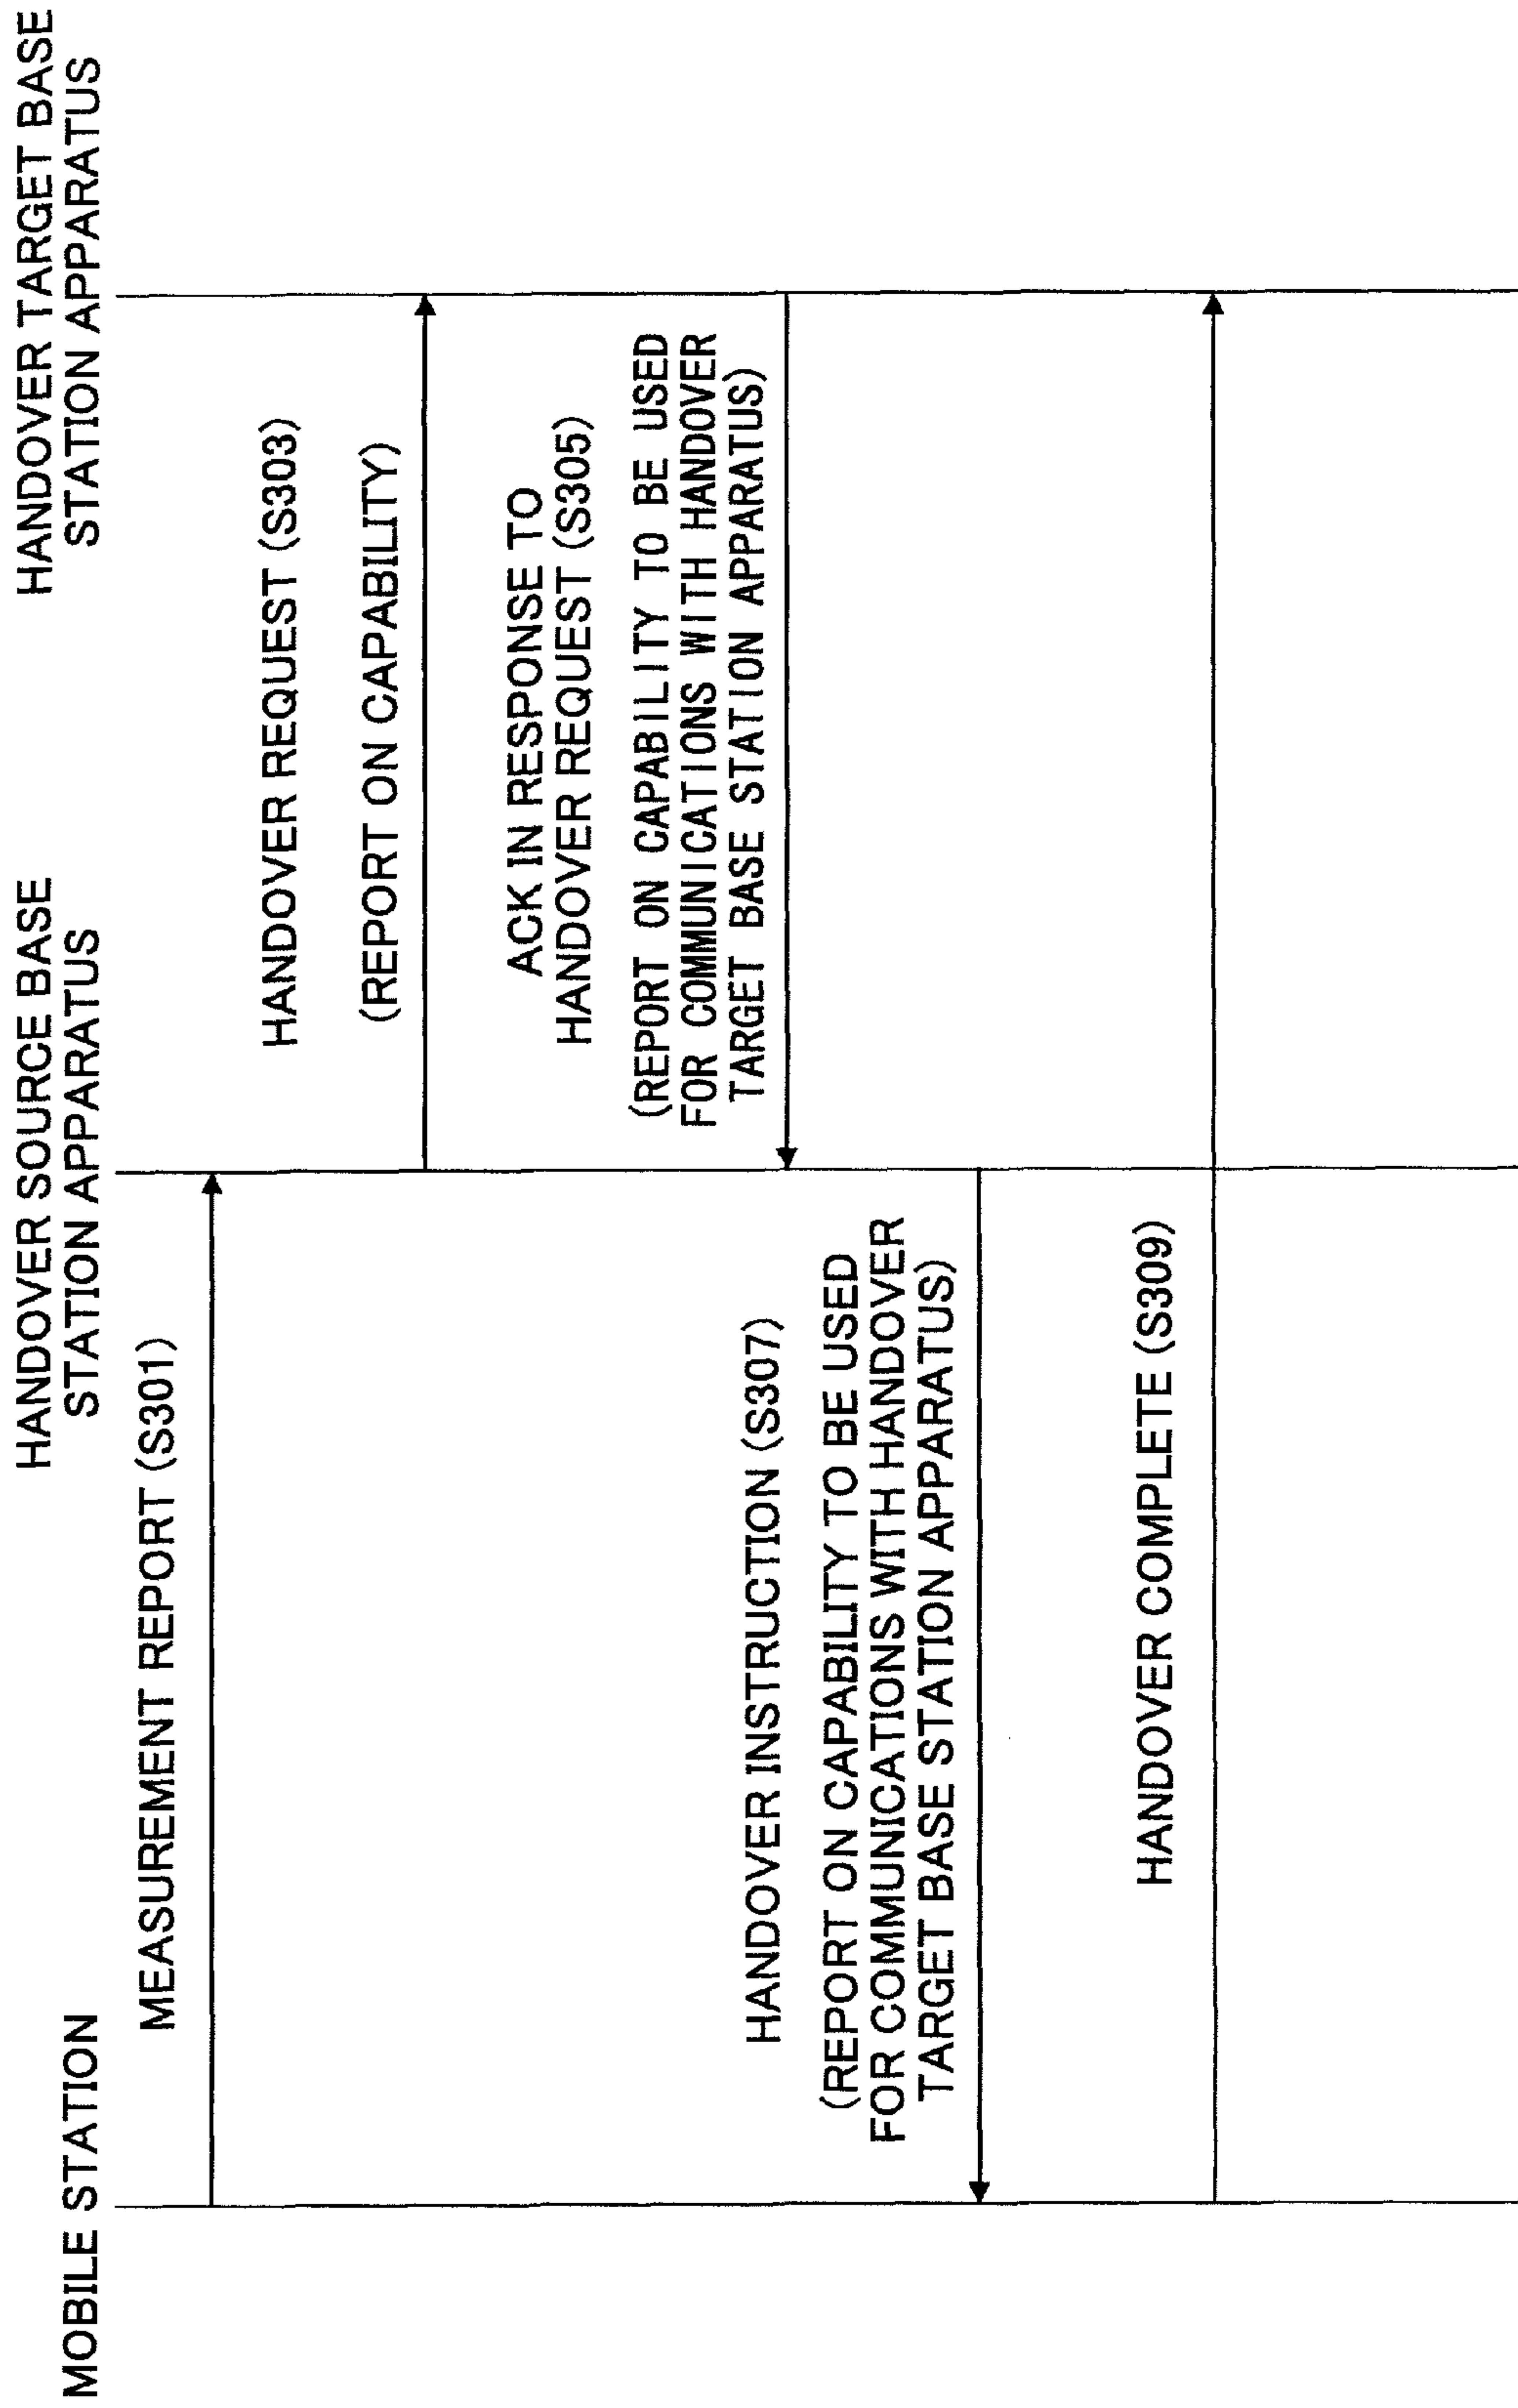 MOBILE STATION
HANDOVER SOURCE BASE
STATION APPARATUS
HANDOVER TARGET BASE
STATION APPARATUS
MEASUREMENT REPORT (S301)
HANDOVER REQUEST (S303)
(REPORT ON CAPABILITY)
ACK IN RESPONSE TO
HANDOVER REQUEST (S305)
(REPORT ON CAPABILITY TO BE USED
FOR COMMUNICATIONS WITH HANDOVER
TARGET BASE STATION APPARATUS)
HANDOVER INSTRUCTION (S307)
(REPORT ON CAPABILITY TO BE USED
FOR COMMUNICATIONS WITH HANDOVER
TARGET BASE STATION APPARATUS)
HANDOVER COMPLETE (S309)